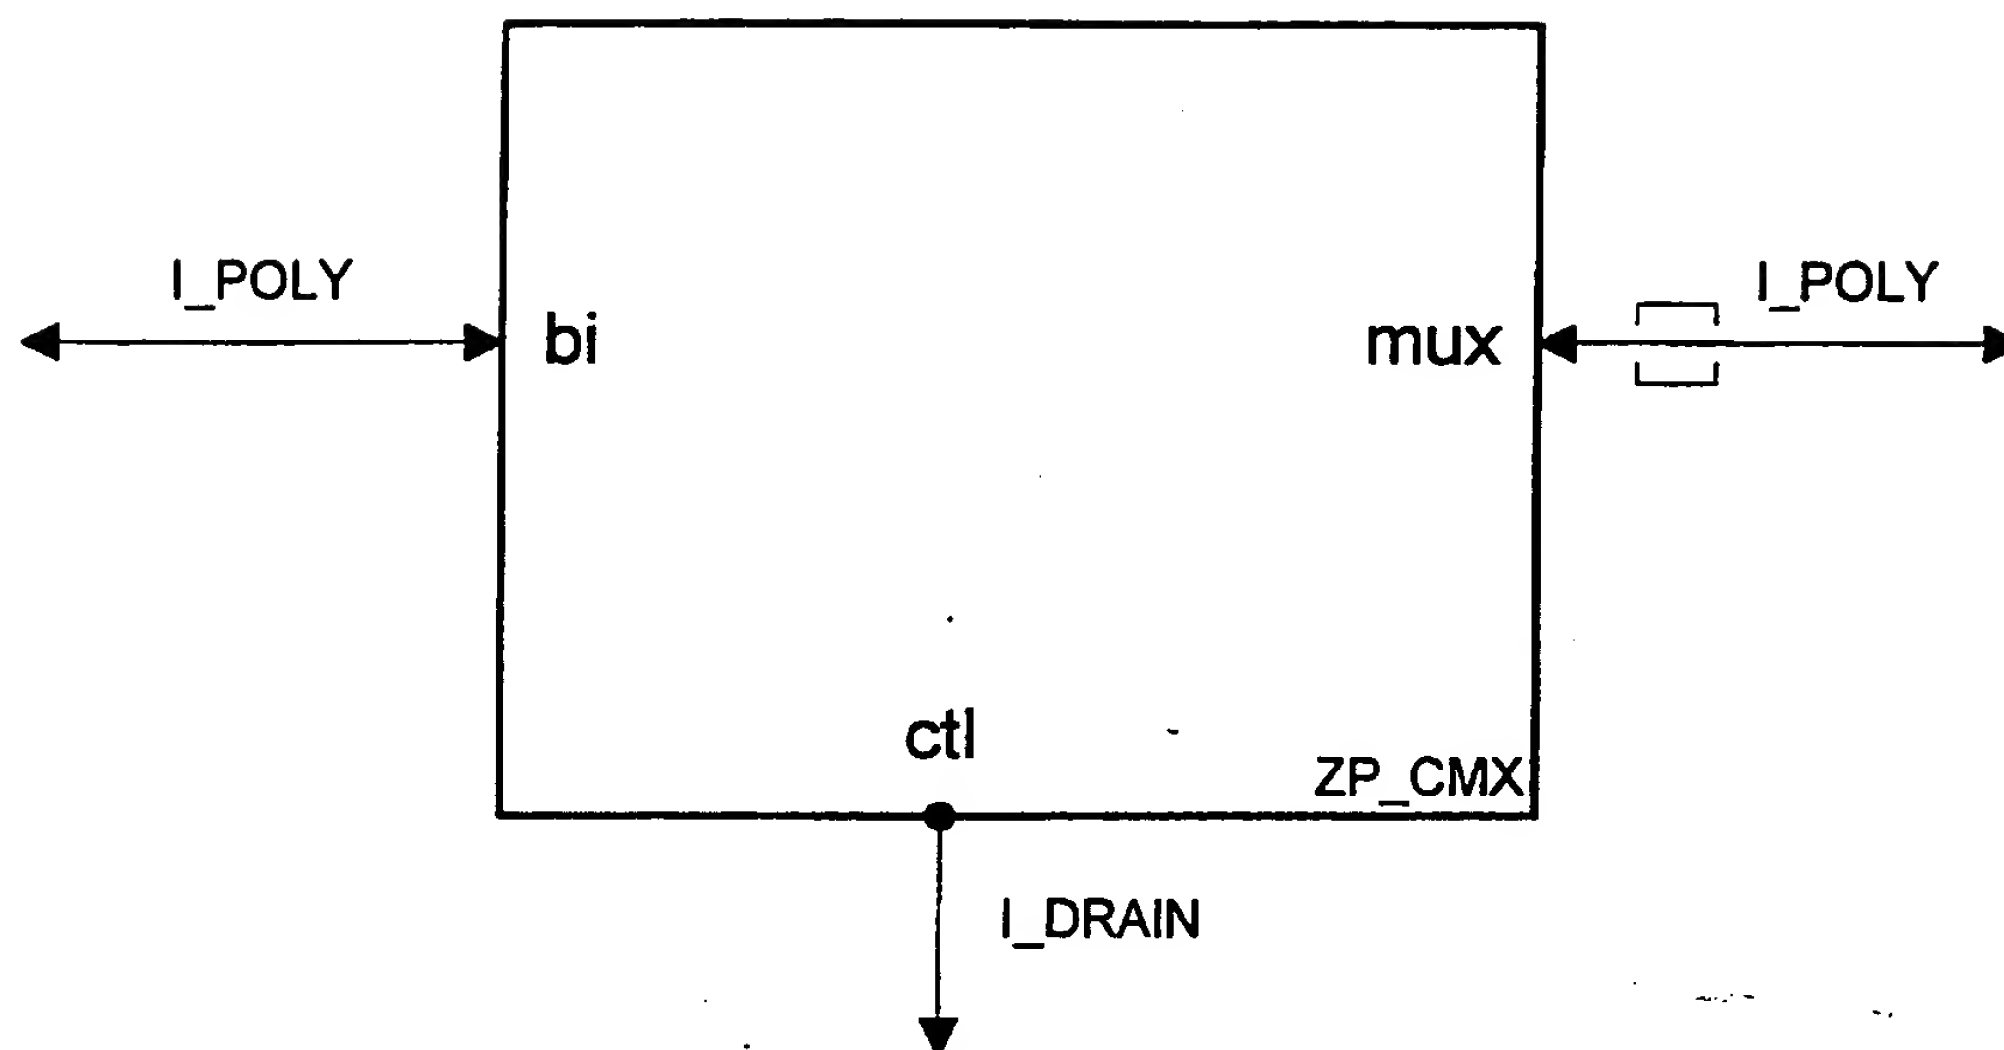 I_POLY
I_POLY
bi
mux
ctl
ZP_CMX
I_DRAIN